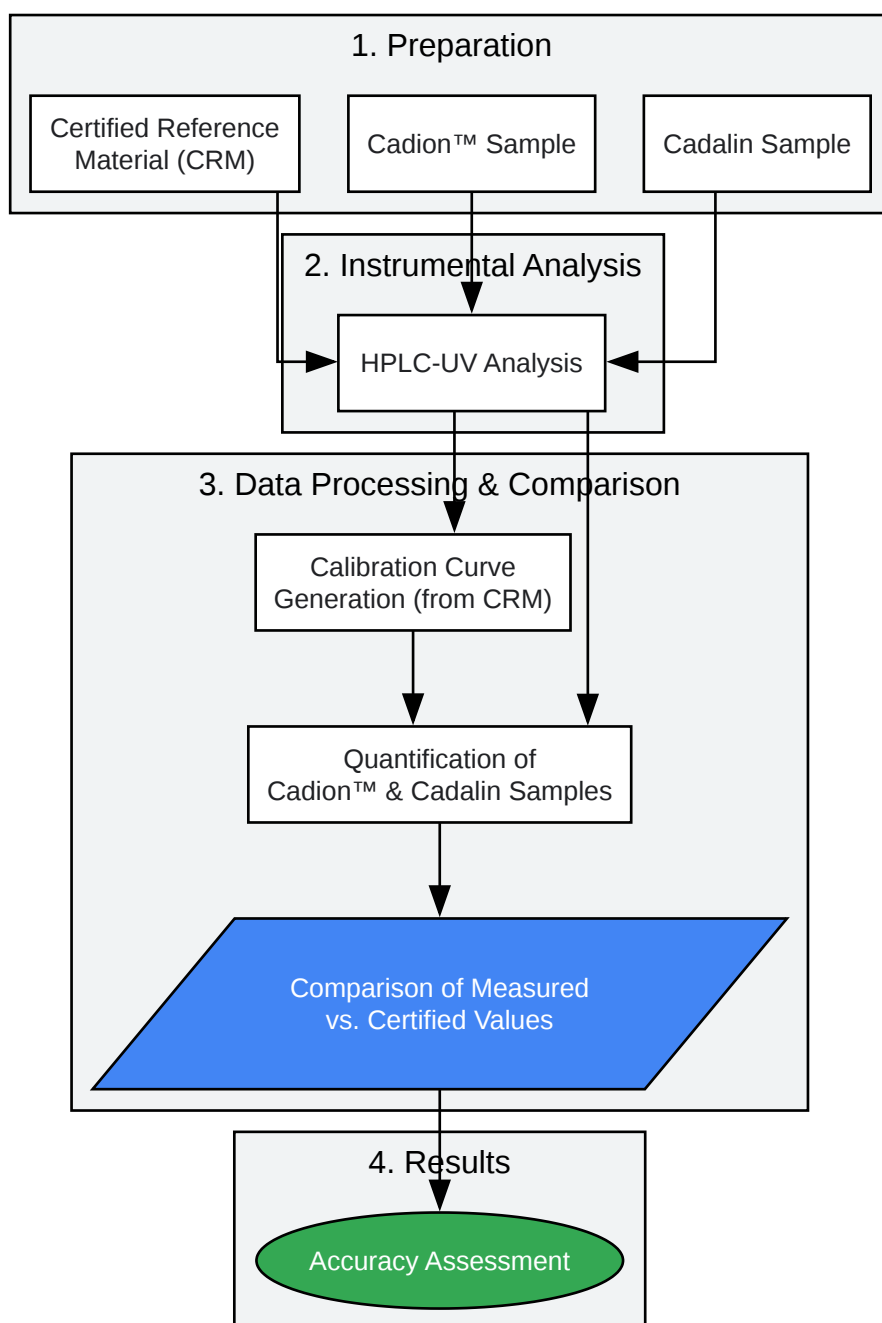 1. Preparation
Certified Reference
Material (CRM)
Cadion™ Sample
Cadalin Sample
2. Instrumental Analysis
HPLC-UV Analysis
3. Data Processing & Comparison
Calibration Curve
Generation (from CRM)
Quantification of
Cadion™ & Cadalin Samples
Comparison of Measured
vs. Certified Values
4. Results
Accuracy Assessment